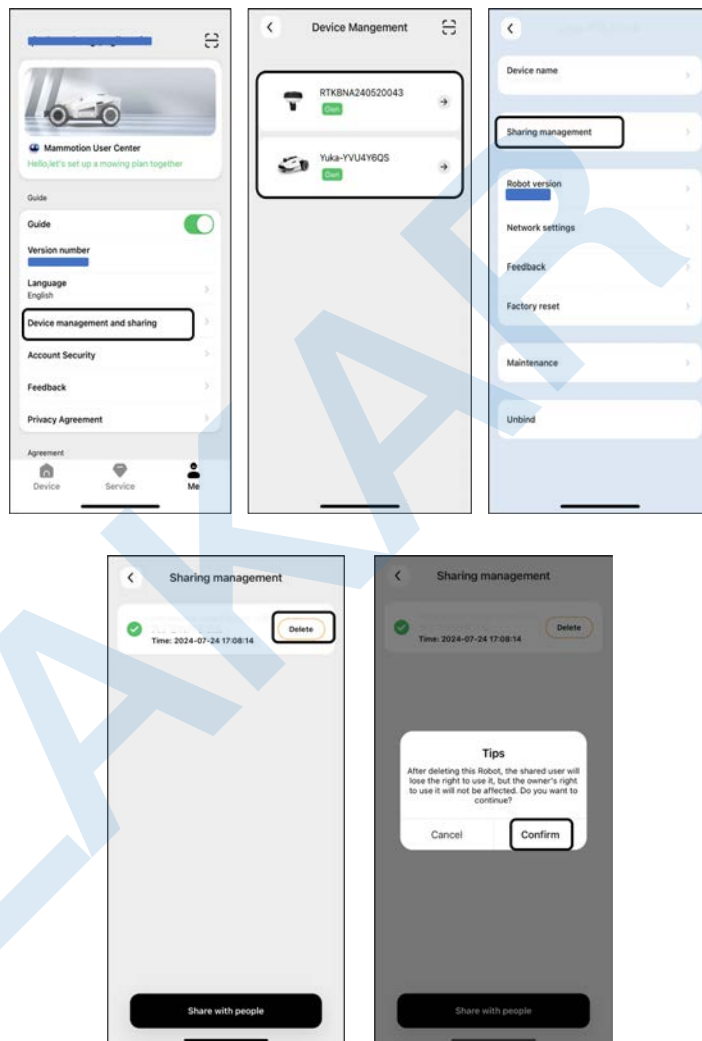 Mammotion User Center
Hello,let's set up a mowing plan together
Guide
Guide
Version number
Language
English
Device management and sharing
Account Security
Feedback
Privacy Agreement
Agreement
Device
Service
Me
Device Mangement
RTKBNA240520043
Own
Yuka-YVU4Y6QS
Own
Device name
Sharing management
Robot version
Network settings
Feedback
Factory reset
Maintenance
Unbind
Sharing management
Delete
Time: 2024-07-24 17:08:14
Share with people
Sharing management
Delete
Time: 2024-07-24 17:08:14
Tips
After deleting this Robot, the shared user will
lose the right to use it, but the owner's right
to use it will not be affected. Do you want to
continue?
Cancel
Confirm
Share with people
LAKAR